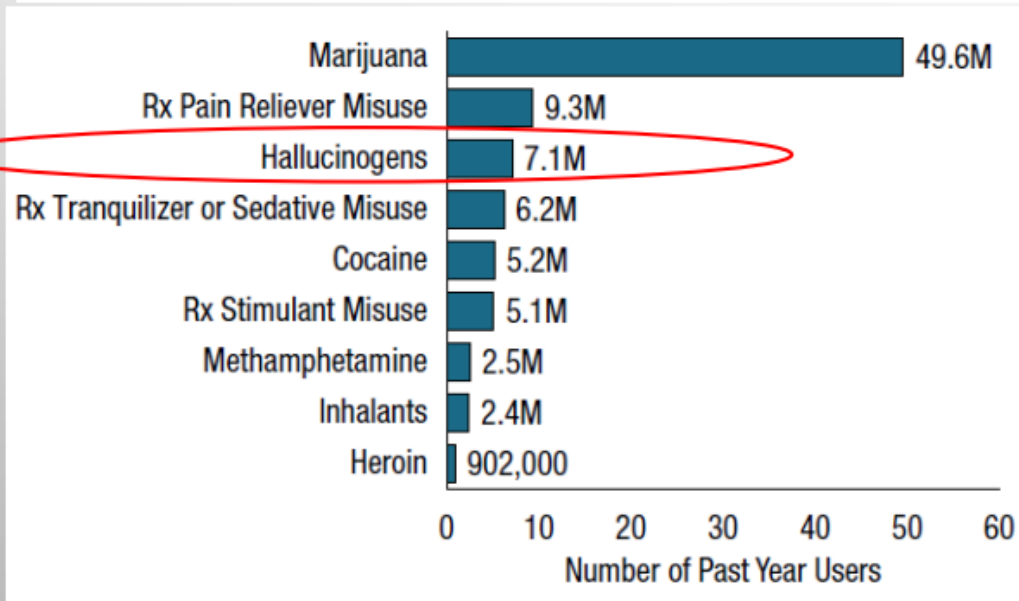 Marijuana 49.6M
Rx Pain Reliever Misuse 9.3M
Hallucinogens 7.1M
Rx Tranquilizer or Sedative Misuse 6.2M
Cocaine 5.2M
Rx Stimulant Misuse 5.1M
Methamphetamine 2.5M
Inhalants 2.4M
Heroin 902,000
0 10 20 30 40 50 60
Number of Past Year Users